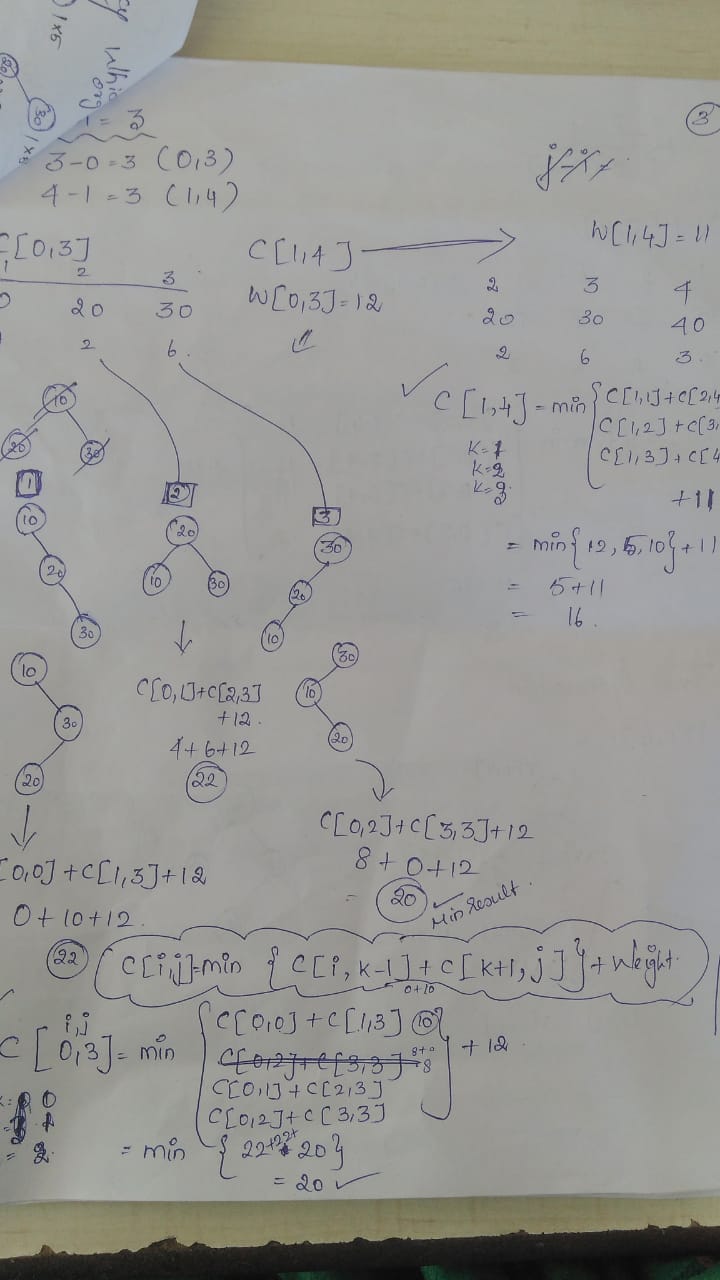 1x5
whic
1x5
= 3
3
3-0=3 (0,3)
4-1=3 (1,4)
j-i
C[0,3]
C[1,4]
W[1,4]=11
1 2 3
W[0,3]=12
2 3 4
20 30
20 30 40
2 6
2 6 3
10
20 30
C[1,4]=min { C[1,1]+C[2,4
C[1,2]+C[3,
C[1,3]+C[4
K=1
K=2
K=3
+11
= min{12,5,10}+11
= 5+11
= 16.
1
10
20
30
2
20
10 30
3
30
20
10
10
30
20
30
10
20
C[0,1]+C[2,3]
+12.
4+6+12
22
C[0,2]+C[3,3]+12
8+0+12
20
Min Result.
[0,0]+C[1,3]+12
0+10+12.
22
C[i,j]=min { C[i,k-1]+C[k+1,j] } + Weight.
0+10
i,j
C[0,3]= min { C[0,0]+C[1,3] 10
C[0,2]+C[3,3] 8+0 8
C[0,1]+C[2,3]
C[0,2]+C[3,3]
} + 12
= min { 22, 22, 20}
= 20